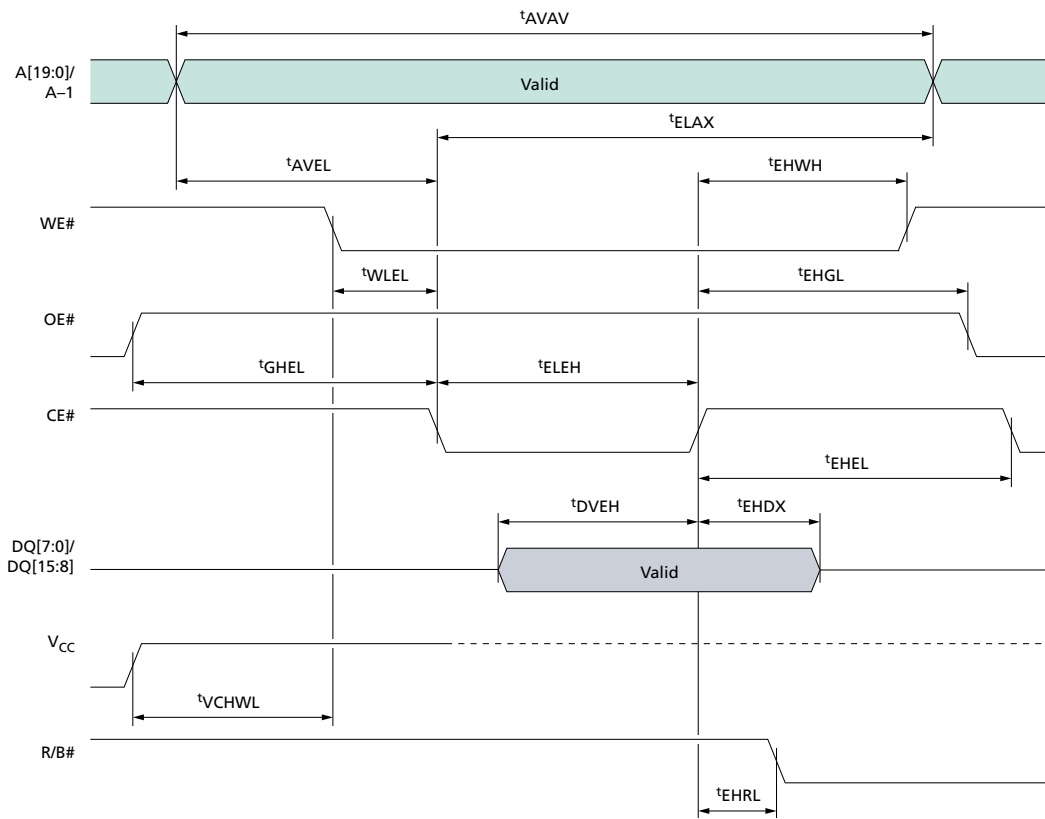 tAVAV
A[19:0]/
A–1
Valid
tELAX
tAVEL
tEHWH
WE#
tWLEL
tEHGL
OE#
tGHEL
tELEH
CE#
tEHEL
tDVEH
tEHDX
DQ[7:0]/
DQ[15:8]
Valid
VCC
tVCHWL
R/B#
tEHRL